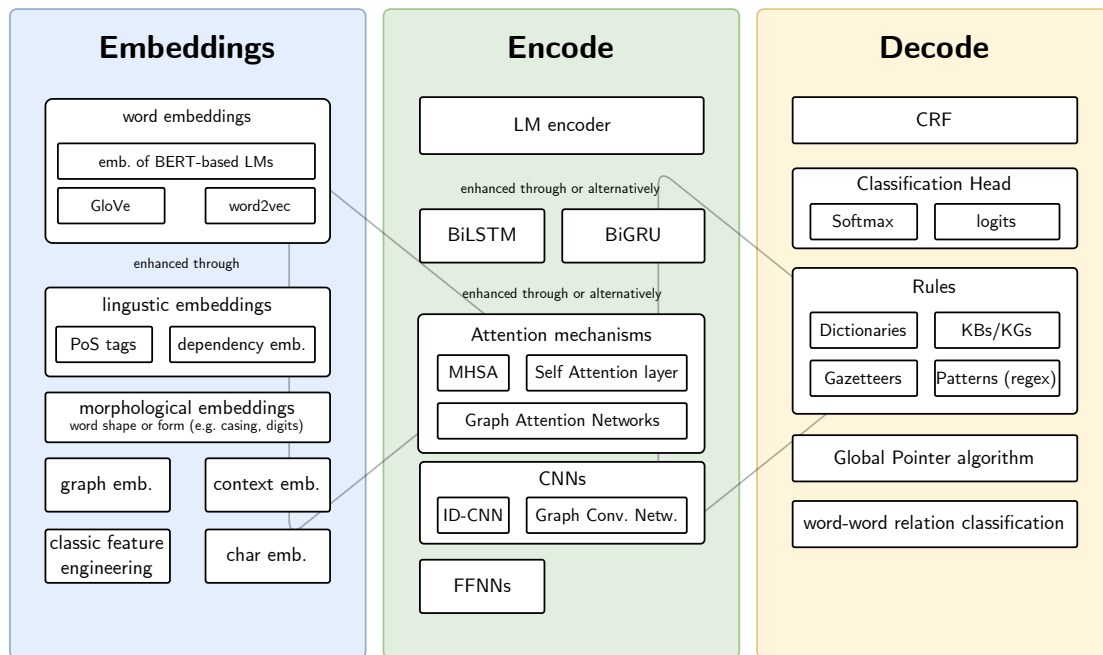 Embeddings
word embeddings
emb. of BERT-based LMs
GloVe
word2vec
enhanced through
lingustic embeddings
PoS tags
dependency emb.
morphological embeddings
word shape or form (e.g. casing, digits)
graph emb.
context emb.
classic feature
engineering
char emb.
Encode
LM encoder
enhanced through or alternatively
BiLSTM
BiGRU
enhanced through or alternatively
Attention mechanisms
MHSA
Self Attention layer
Graph Attention Networks
CNNs
ID-CNN
Graph Conv. Netw.
FFNNs
Decode
CRF
Classification Head
Softmax
logits
Rules
Dictionaries
KBs/KGs
Gazetteers
Patterns (regex)
Global Pointer algorithm
word-word relation classification